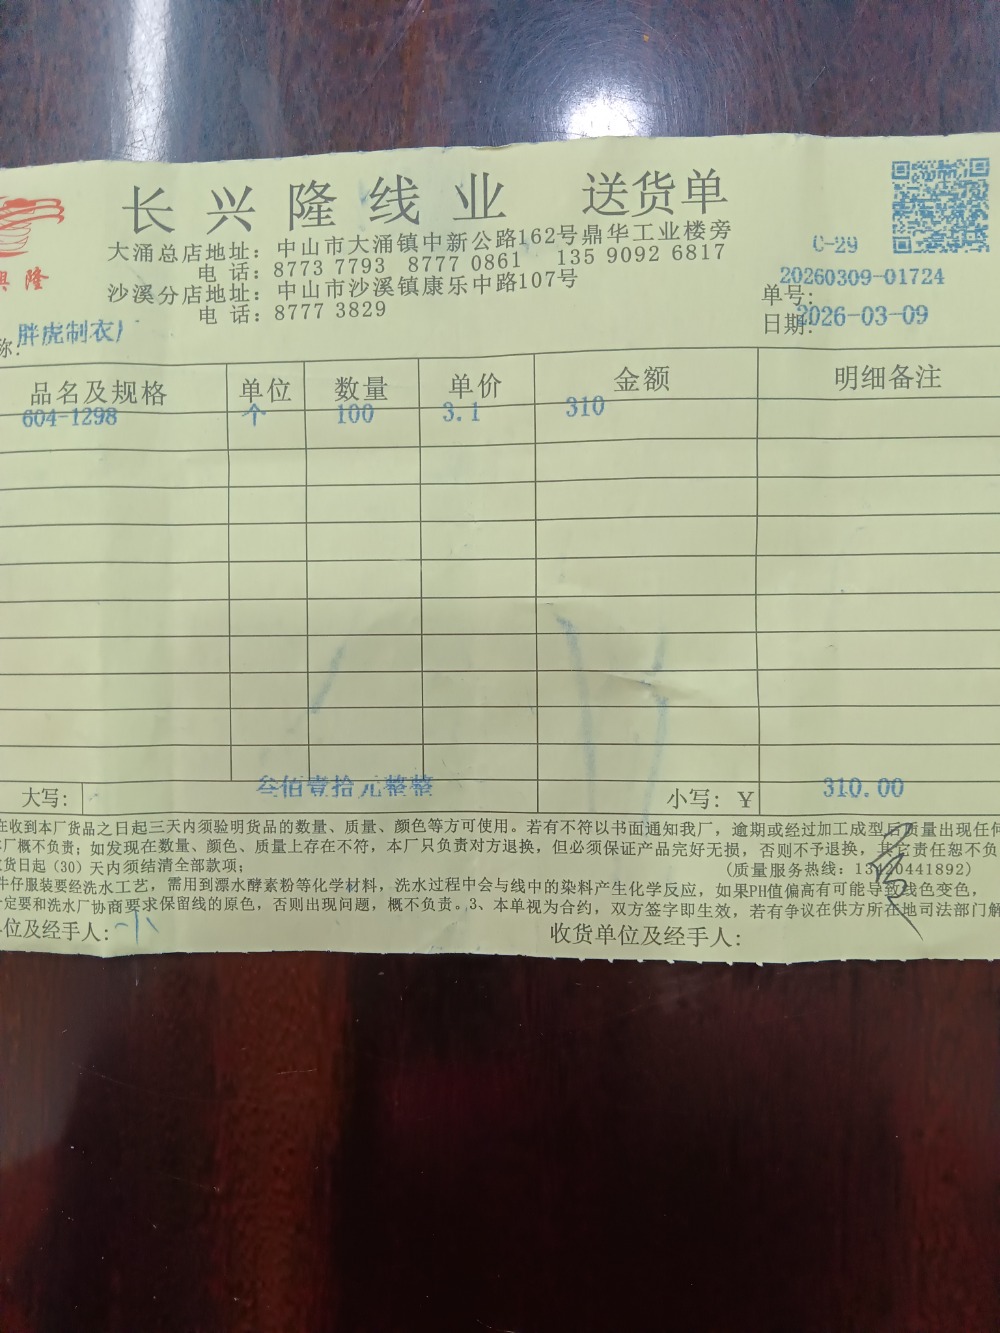 长兴隆线业 送货单
大涌总店地址：中山市大涌镇中新公路162号鼎华工业楼旁
电 话：8773 7793 8777 0861 135 9092 6817
沙溪分店地址：中山市沙溪镇康乐中路107号
电 话：8777 3829
兴隆
C-29
20260309-01724
单号：
日期：2026-03-09
称：胖虎制衣厂
品名及规格 单位 数量 单价 金额 明细备注
604-1298 个 100 3.1 310
大写： 叁佰壹拾元整整 小写：￥ 310.00
在收到本厂货品之日起三天内须验明货品的数量、质量、颜色等方可使用。若有不符以书面通知我厂，逾期或经过加工成型后质量出现任何
厂概不负责；如发现在数量、颜色、质量上存在不符，本厂只负责对方退换，但必须保证产品完好无损，否则不予退换，其它责任恕不负
货日起（30）天内须结清全部款项； （质量服务热线：13 20441892）
牛仔服装要经洗水工艺，需用到漂水酵素粉等化学材料，洗水过程中会与线中的染料产生化学反应，如果PH值偏高有可能导致线色变色，
定要和洗水厂协商要求保留线的原色，否则出现问题，概不负责。3、本单视为合约，双方签字即生效，若有争议在供方所在地司法部门解
位及经手人： 收货单位及经手人：